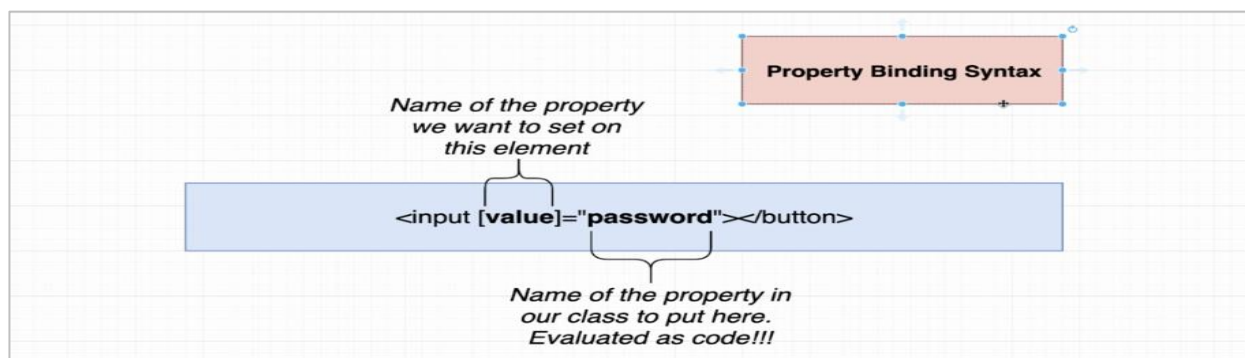 Property Binding Syntax
Name of the property
we want to set on
this element
<input [value]="password"></button>
Name of the property in
our class to put here.
Evaluated as code!!!